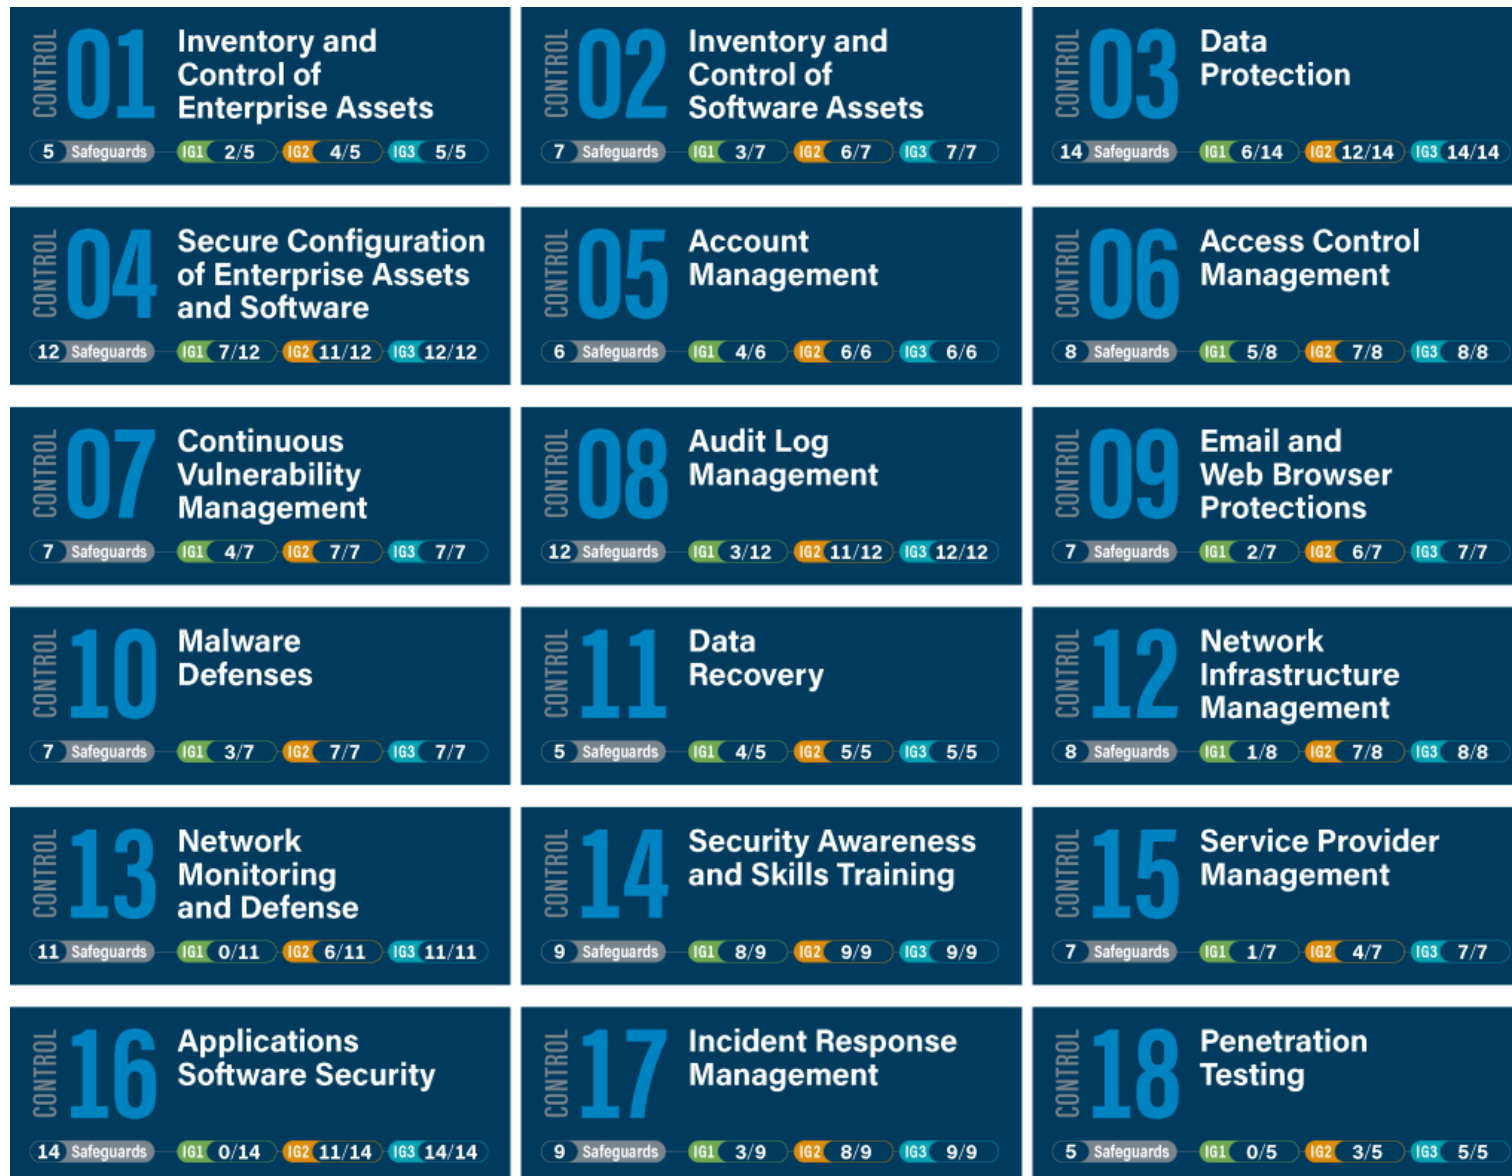 CONTROL 01
Inventory and
Control of
Enterprise Assets
5 Safeguards IG1 2/5 IG2 4/5 IG3 5/5
CONTROL 02
Inventory and
Control of
Software Assets
7 Safeguards IG1 3/7 IG2 6/7 IG3 7/7
CONTROL 03
Data
Protection
14 Safeguards IG1 6/14 IG2 12/14 IG3 14/14
CONTROL 04
Secure Configuration
of Enterprise Assets
and Software
12 Safeguards IG1 7/12 IG2 11/12 IG3 12/12
CONTROL 05
Account
Management
6 Safeguards IG1 4/6 IG2 6/6 IG3 6/6
CONTROL 06
Access Control
Management
8 Safeguards IG1 5/8 IG2 7/8 IG3 8/8
CONTROL 07
Continuous
Vulnerability
Management
7 Safeguards IG1 4/7 IG2 7/7 IG3 7/7
CONTROL 08
Audit Log
Management
12 Safeguards IG1 3/12 IG2 11/12 IG3 12/12
CONTROL 09
Email and
Web Browser
Protections
7 Safeguards IG1 2/7 IG2 6/7 IG3 7/7
CONTROL 10
Malware
Defenses
7 Safeguards IG1 3/7 IG2 7/7 IG3 7/7
CONTROL 11
Data
Recovery
5 Safeguards IG1 4/5 IG2 5/5 IG3 5/5
CONTROL 12
Network
Infrastructure
Management
8 Safeguards IG1 1/8 IG2 7/8 IG3 8/8
CONTROL 13
Network
Monitoring
and Defense
11 Safeguards IG1 0/11 IG2 6/11 IG3 11/11
CONTROL 14
Security Awareness
and Skills Training
9 Safeguards IG1 8/9 IG2 9/9 IG3 9/9
CONTROL 15
Service Provider
Management
7 Safeguards IG1 1/7 IG2 4/7 IG3 7/7
CONTROL 16
Applications
Software Security
14 Safeguards IG1 0/14 IG2 11/14 IG3 14/14
CONTROL 17
Incident Response
Management
9 Safeguards IG1 3/9 IG2 8/9 IG3 9/9
CONTROL 18
Penetration
Testing
5 Safeguards IG1 0/5 IG2 3/5 IG3 5/5